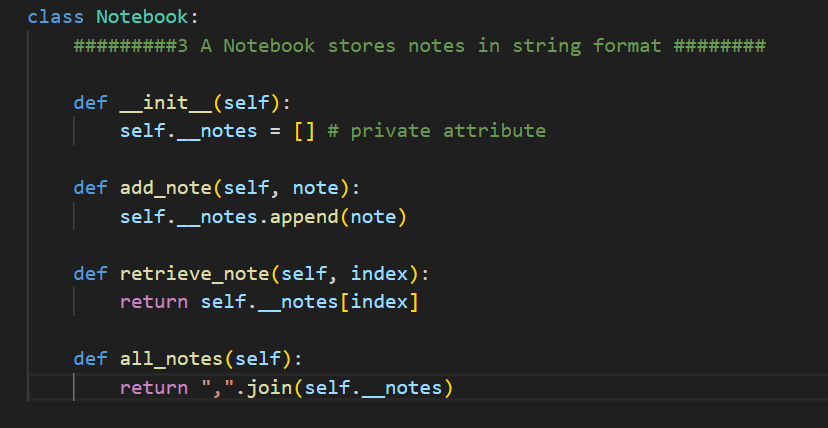 class Notebook:
#########3 A Notebook stores notes in string format ########
def __init__(self):
self.__notes = [] # private attribute
def add_note(self, note):
self.__notes.append(note)
def retrieve_note(self, index):
return self.__notes[index]
def all_notes(self):
return ",".join(self.__notes)